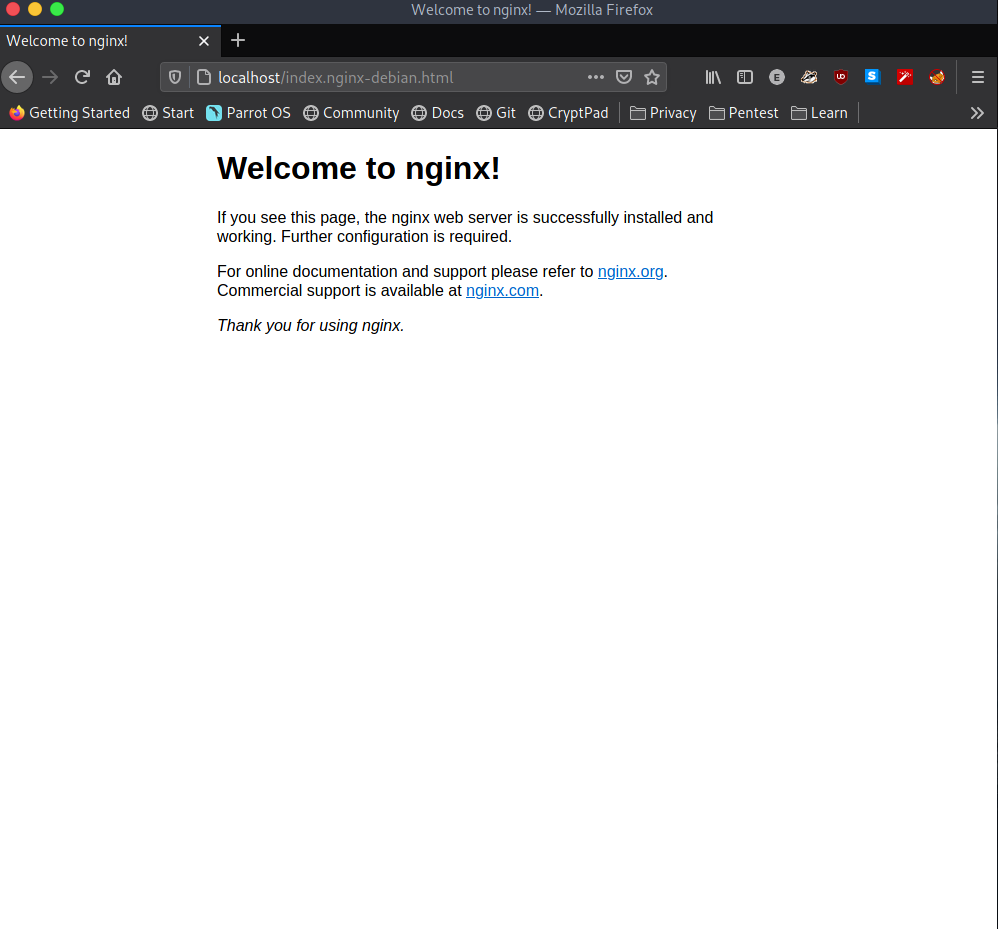 Welcome to nginx! — Mozilla Firefox
Welcome to nginx!
localhost/index.nginx-debian.html
E
UD
S
Getting Started Start Parrot OS Community Docs Git CryptPad Privacy Pentest Learn
Welcome to nginx!
If you see this page, the nginx web server is successfully installed and
working. Further configuration is required.
For online documentation and support please refer to nginx.org.
Commercial support is available at nginx.com.
Thank you for using nginx.